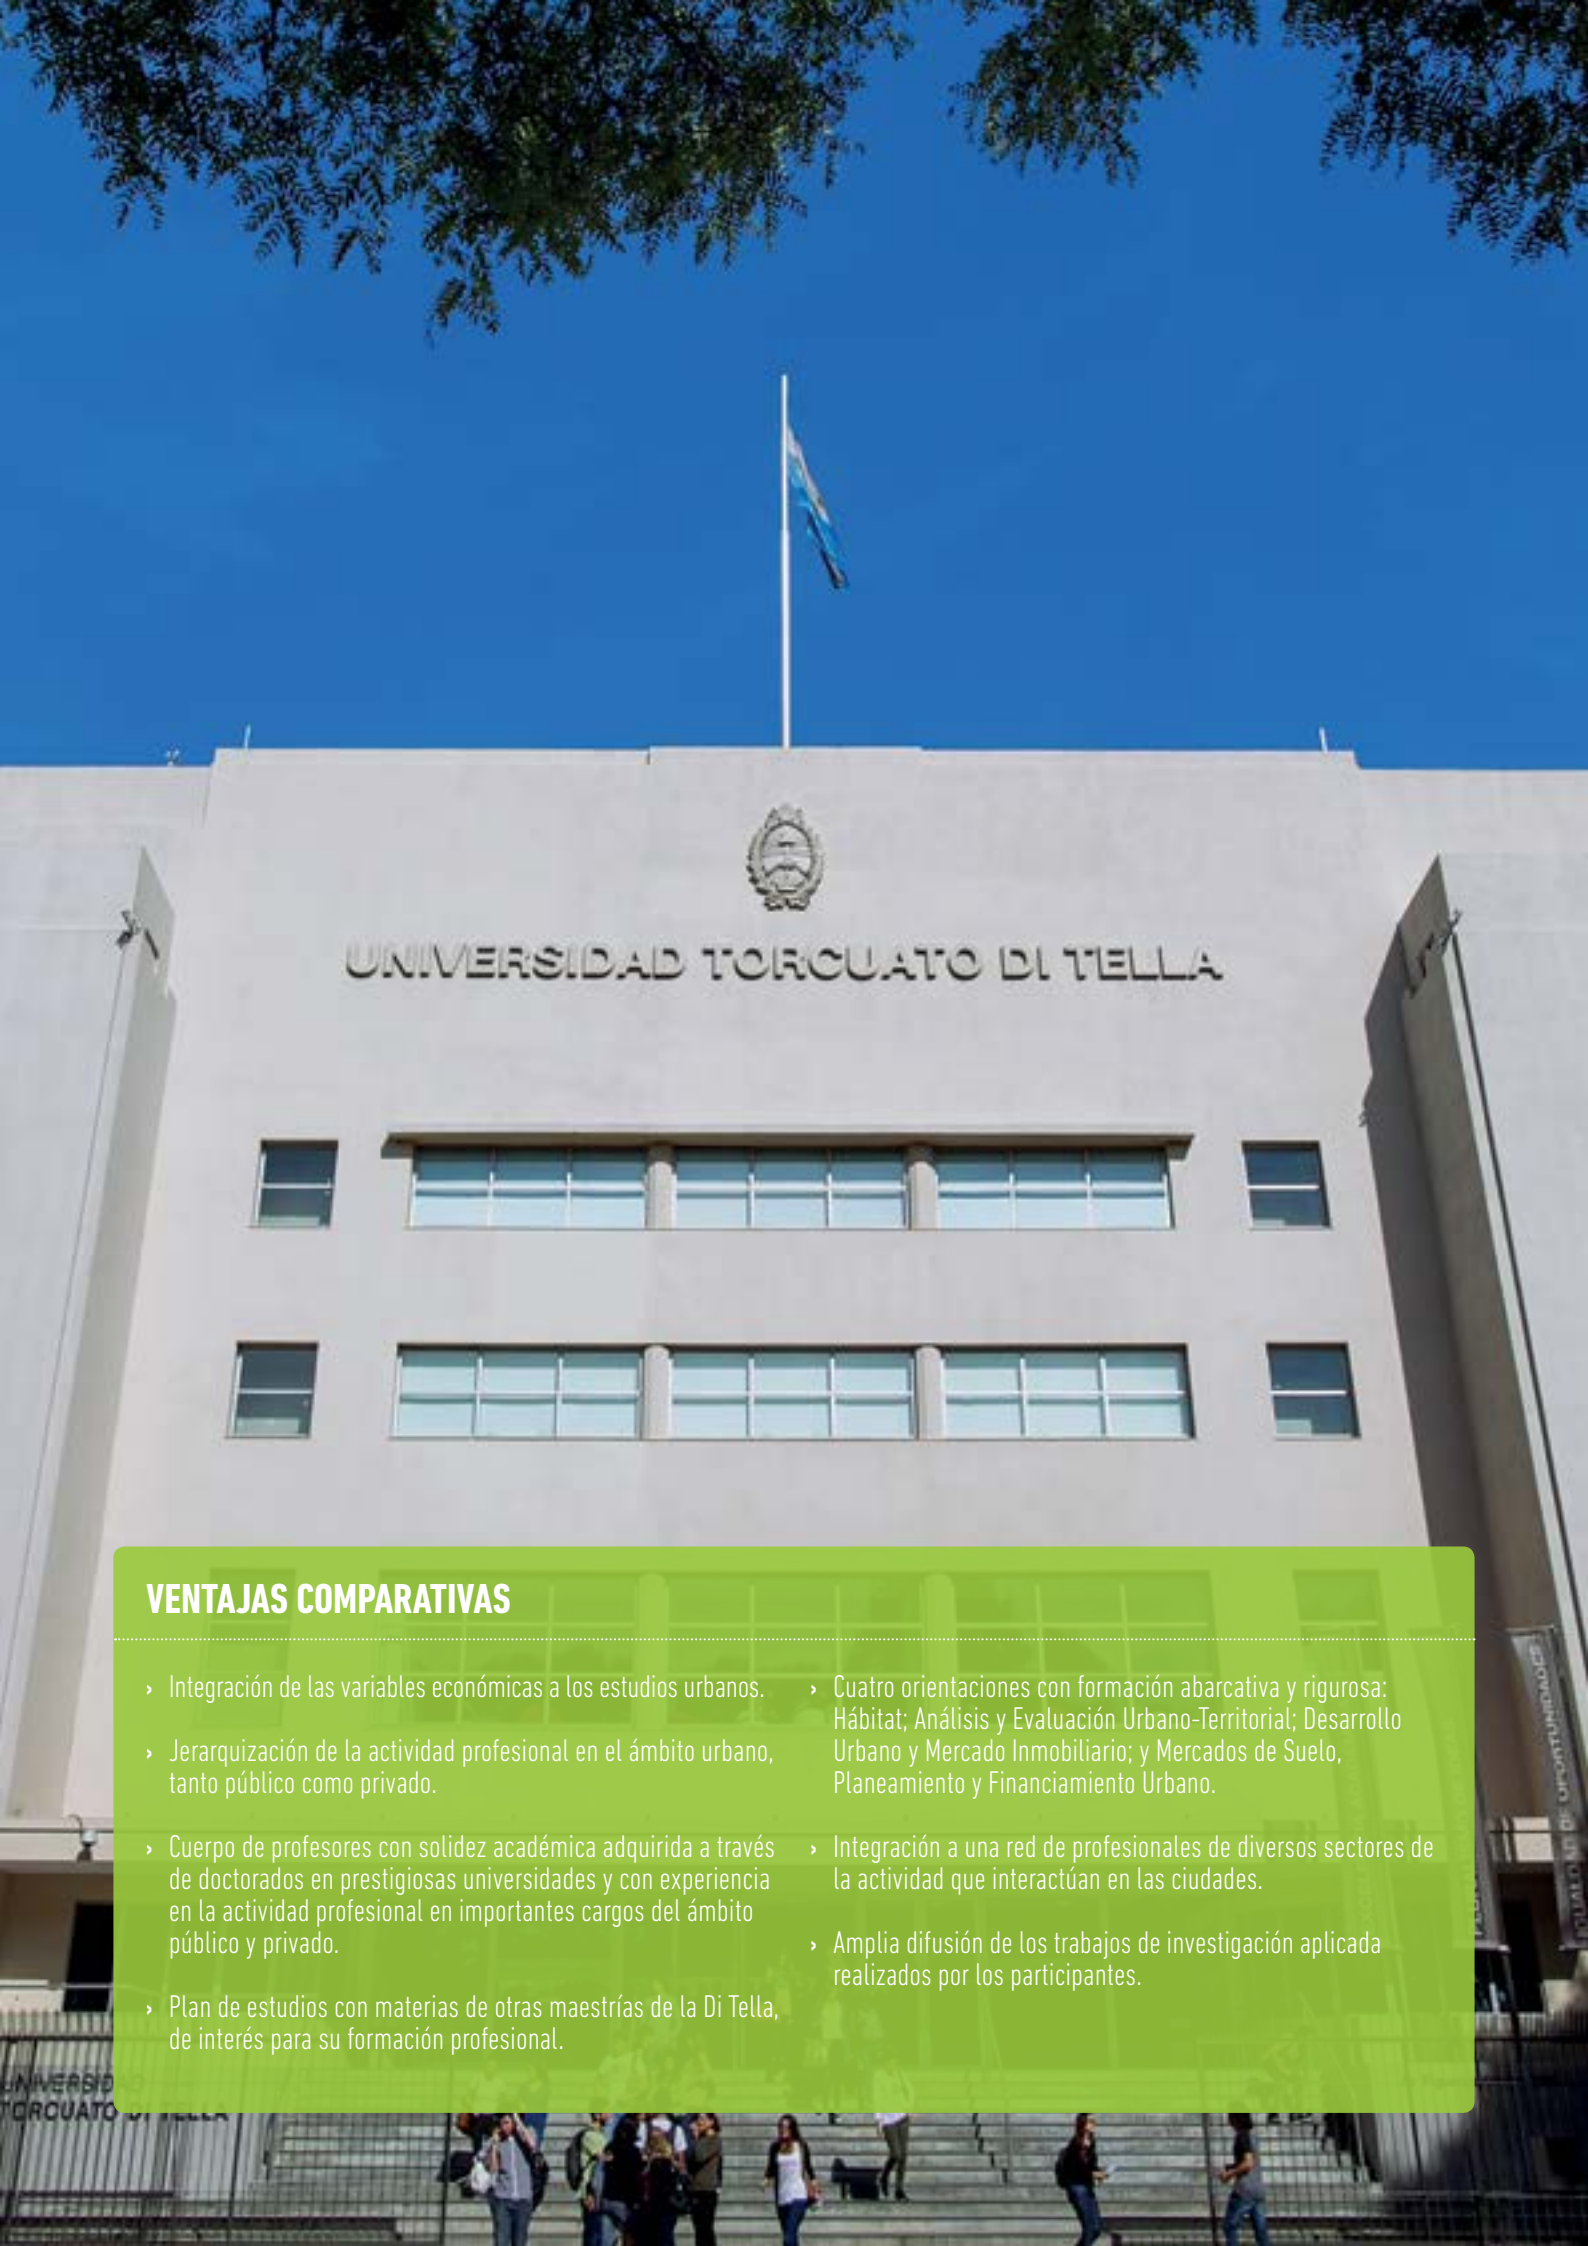 UNIVERSIDAD TORCUATO DI TELLA
VENTAJAS COMPARATIVAS
› Integración de las variables económicas a los estudios urbanos.
› Jerarquización de la actividad profesional en el ámbito urbano,
tanto público como privado.
› Cuerpo de profesores con solidez académica adquirida a través
de doctorados en prestigiosas universidades y con experiencia
en la actividad profesional en importantes cargos del ámbito
público y privado.
› Plan de estudios con materias de otras maestrías de la Di Tella,
de interés para su formación profesional.
› Cuatro orientaciones con formación abarcativa y rigurosa:
Hábitat; Análisis y Evaluación Urbano-Territorial; Desarrollo
Urbano y Mercado Inmobiliario; y Mercados de Suelo,
Planeamiento y Financiamiento Urbano.
› Integración a una red de profesionales de diversos sectores de
la actividad que interactúan en las ciudades.
› Amplia difusión de los trabajos de investigación aplicada
realizados por los participantes.
UNIVERSIDAD
TORCUATO DI TELLA
DE OPORTUNIDADES